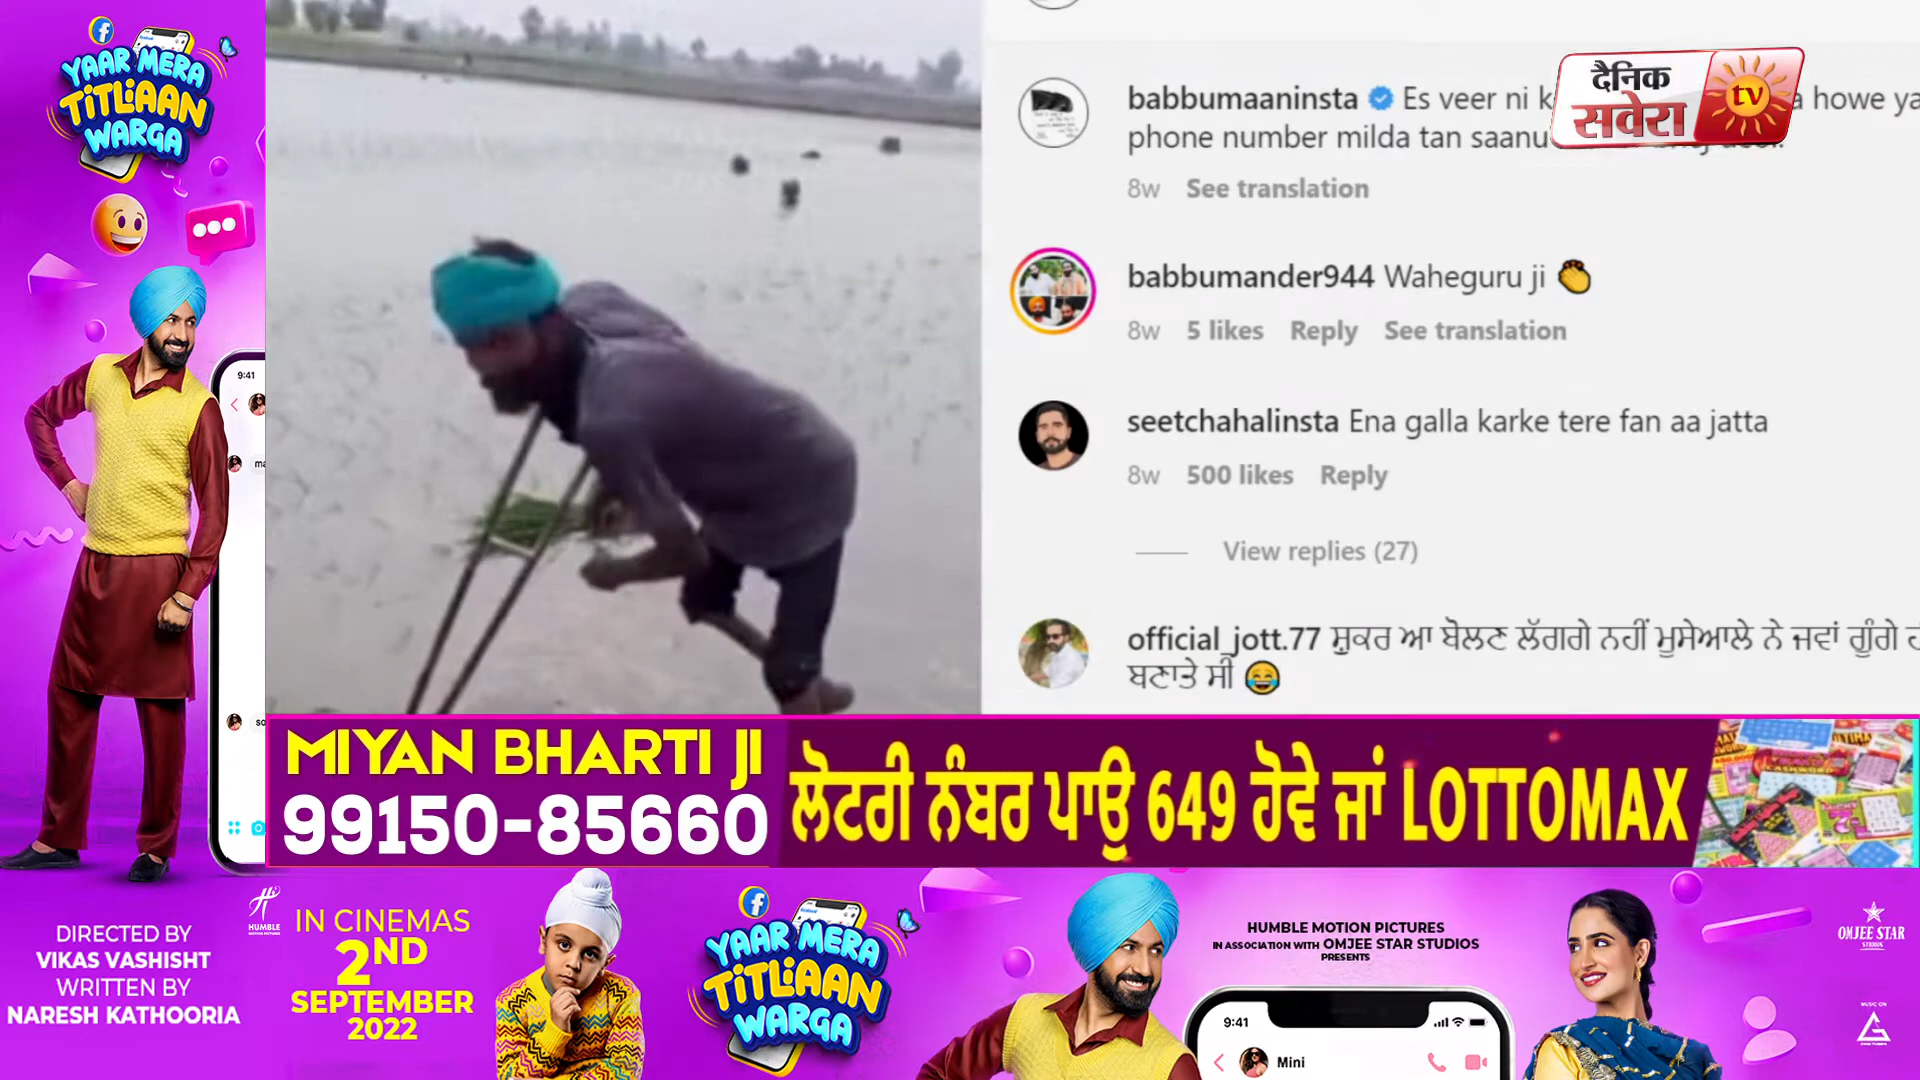 YAAR MERA
TiTLiAAN
WARGA
9:41
babbumaaninsta Es veer ni howe
phone number milda tan saanu
8w See translation
दैनिक
सवेरा
tv
babbumander944 Waheguru ji 👏
8w 5 likes Reply See translation
seetchahalinsta Ena galla karke tere fan aa jatta
8w 500 likes Reply
View replies (27)
official_jott.77 ਸ਼ੁਕਰ ਆ ਬੋਲਣ ਲੱਗਗੇ ਨਹੀਂ ਮੁਸੇਆਲੇ ਨੇ ਜਵਾਂ ਗੁੰਗੇ
ਬਣਾਤੇ ਸੀ 😂
MIYAN BHARTI JI
99150-85660
ਲੋਟਰੀ ਨੰਬਰ ਪਾਉ 649 ਹੋਵੇ ਜਾਂ LOTTOMAX
DIRECTED BY
VIKAS VASHISHT
WRITTEN BY
NARESH KATHOORIA
HUMBLE
IN CINEMAS
2ND
SEPTEMBER
2022
YAAR MERA
TiTLiAAN
WARGA
HUMBLE MOTION PICTURES
IN ASSOCIATION WITH OMJEE STAR STUDIOS
PRESENTS
9:41
Mini
OMJEE STAR
STUDIOS
MUSIC ON